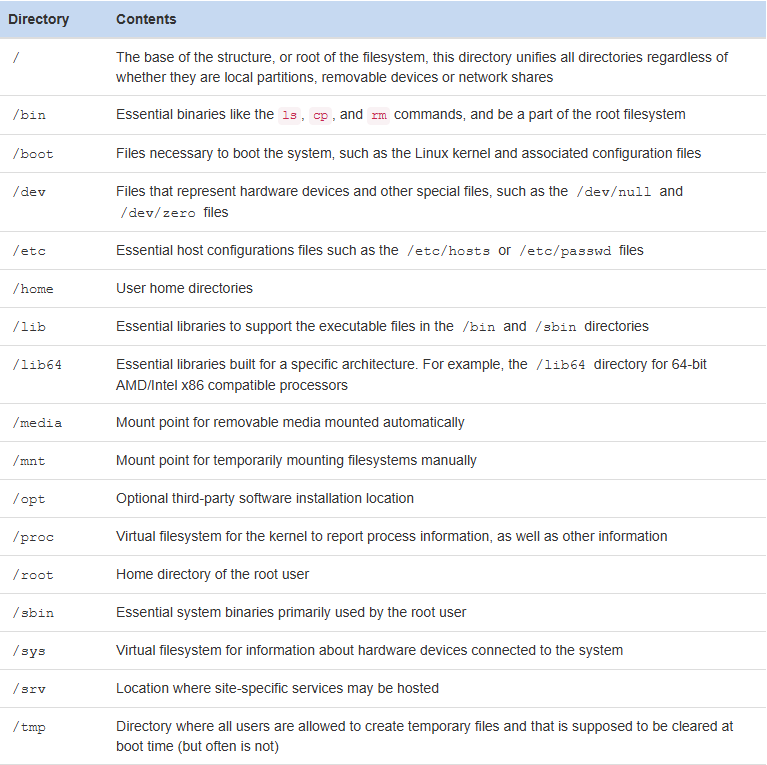 Directory Contents
/ The base of the structure, or root of the filesystem, this directory unifies all directories regardless of
whether they are local partitions, removable devices or network shares
/bin Essential binaries like the ls, cp, and rm commands, and be a part of the root filesystem
/boot Files necessary to boot the system, such as the Linux kernel and associated configuration files
/dev Files that represent hardware devices and other special files, such as the /dev/null and
/dev/zero files
/etc Essential host configurations files such as the /etc/hosts or /etc/passwd files
/home User home directories
/lib Essential libraries to support the executable files in the /bin and /sbin directories
/lib64 Essential libraries built for a specific architecture. For example, the /lib64 directory for 64-bit
AMD/Intel x86 compatible processors
/media Mount point for removable media mounted automatically
/mnt Mount point for temporarily mounting filesystems manually
/opt Optional third-party software installation location
/proc Virtual filesystem for the kernel to report process information, as well as other information
/root Home directory of the root user
/sbin Essential system binaries primarily used by the root user
/sys Virtual filesystem for information about hardware devices connected to the system
/srv Location where site-specific services may be hosted
/tmp Directory where all users are allowed to create temporary files and that is supposed to be cleared at
boot time (but often is not)